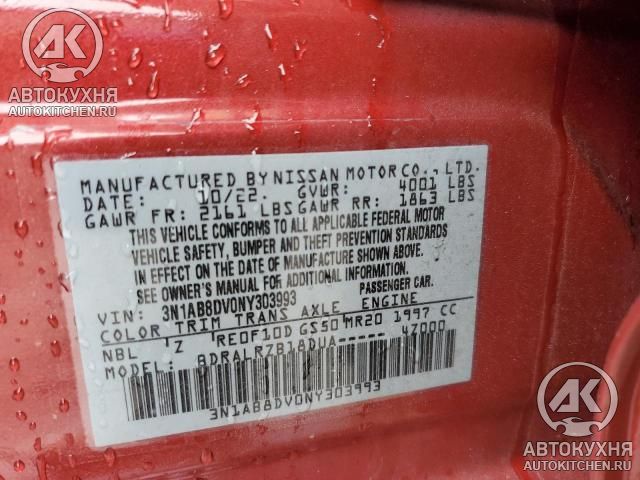 АК
АВТОКУХНЯ
AUTOKITCHEN.RU
MANUFACTURED BY NISSAN MOTOR CO., LTD.
DATE: 10/22 GVWR: 4001 LBS
GAWR FR: 2161 LBS GAWR RR: 1863 LBS
THIS VEHICLE CONFORMS TO ALL APPLICABLE FEDERAL MOTOR
VEHICLE SAFETY, BUMPER AND THEFT PREVENTION STANDARDS
IN EFFECT ON THE DATE OF MANUFACTURE SHOWN ABOVE.
SEE OWNER'S MANUAL FOR ADDITIONAL INFORMATION.
VIN: 3N1AB8DV0NY303993 PASSENGER CAR.
COLOR TRIM TRANS AXLE ENGINE
NBL Z RE0F10D GS50 MR20 1997 CC
MODEL: BDRALRZB18DUA----- 4Z000
3N1AB8DV0NY303993
АК
АВТОКУХНЯ
AUTOKITCHEN.RU